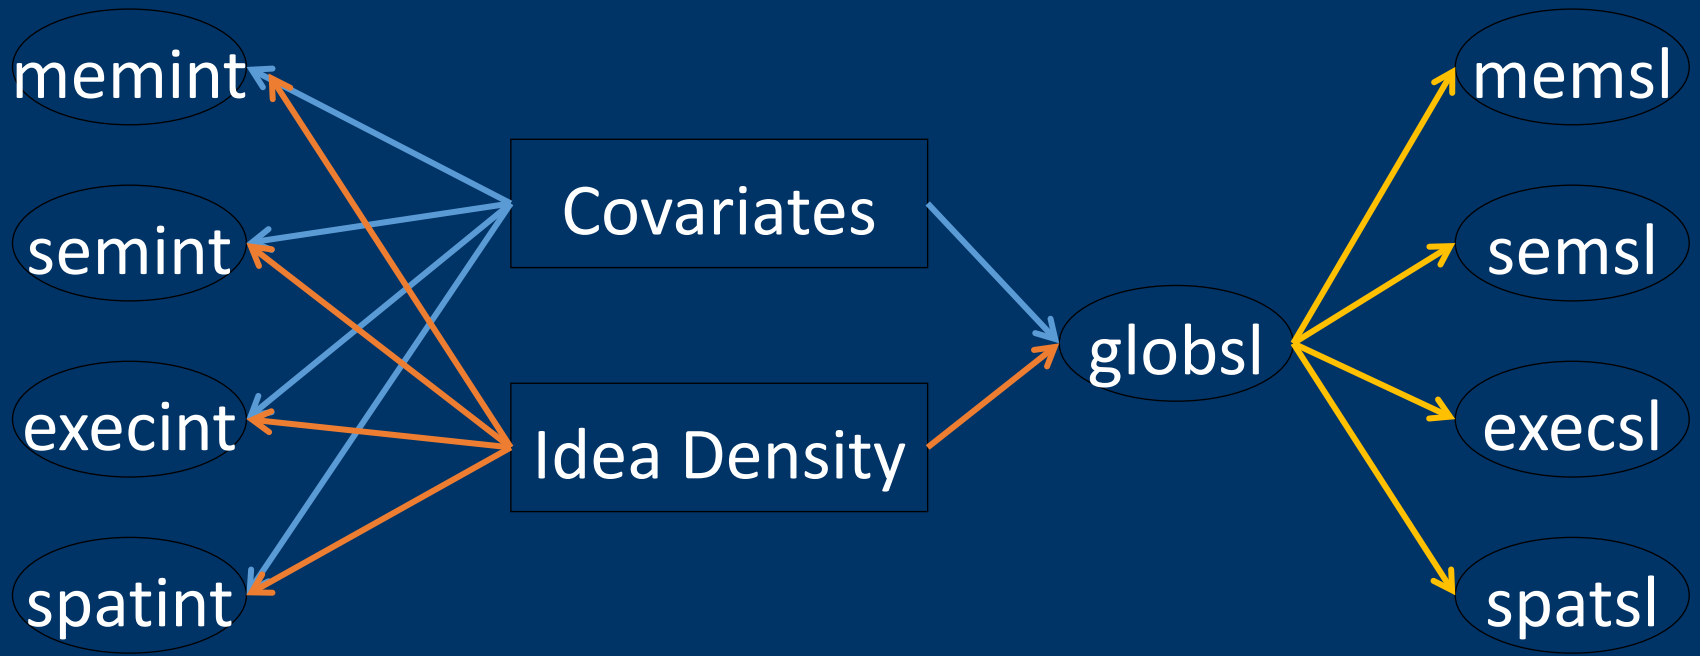 memint
semint
execint
spatint
Covariates
Idea Density
globsl
memsl
semsl
execsl
spatsl